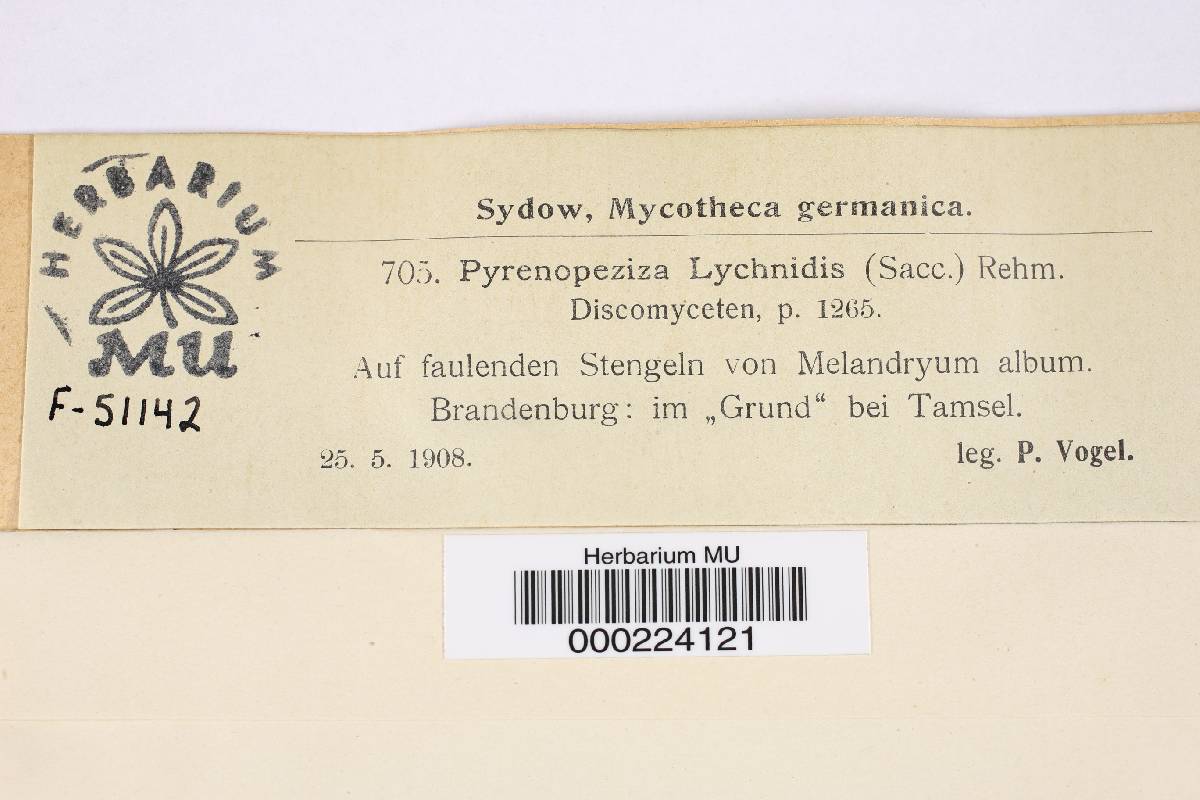 HERBARIUM
MU
F-51142
Sydow, Mycotheca germanica.
705. Pyrenopeziza Lychnidis (Sacc.) Rehm.
Discomyceten, p. 1265.
Auf faulenden Stengeln von Melandryum album.
Brandenburg: im „Grund“ bei Tamsel.
25. 5. 1908. leg. P. Vogel.
Herbarium MU
000224121